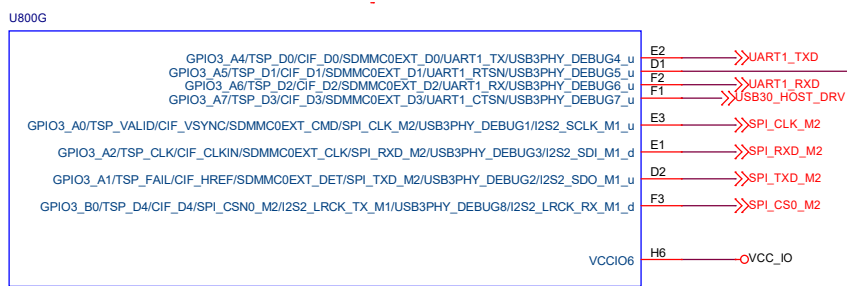 U800G
GPIO3_A4/TSP_D0/CIF_D0/SDMMC0EXT_D0/UART1_TX/USB3PHY_DEBUG4_u E2 UART1_TXD
GPIO3_A5/TSP_D1/CIF_D1/SDMMC0EXT_D1/UART1_RTSN/USB3PHY_DEBUG5_u D1
GPIO3_A6/TSP_D2/CIF_D2/SDMMC0EXT_D2/UART1_RX/USB3PHY_DEBUG6_u F2 UART1_RXD
GPIO3_A7/TSP_D3/CIF_D3/SDMMC0EXT_D3/UART1_CTSN/USB3PHY_DEBUG7_u F1 USB30_HOST_DRV
GPIO3_A0/TSP_VALID/CIF_VSYNC/SDMMC0EXT_CMD/SPI_CLK_M2/USB3PHY_DEBUG1/I2S2_SCLK_M1_u E3 SPI_CLK_M2
GPIO3_A2/TSP_CLK/CIF_CLKIN/SDMMC0EXT_CLK/SPI_RXD_M2/USB3PHY_DEBUG3/I2S2_SDI_M1_d E1 SPI_RXD_M2
GPIO3_A1/TSP_FAIL/CIF_HREF/SDMMC0EXT_DET/SPI_TXD_M2/USB3PHY_DEBUG2/I2S2_SDO_M1_u D2 SPI_TXD_M2
GPIO3_B0/TSP_D4/CIF_D4/SPI_CSN0_M2/I2S2_LRCK_TX_M1/USB3PHY_DEBUG8/I2S2_LRCK_RX_M1_d F3 SPI_CS0_M2
VCCIO6 H6 VCC_IO